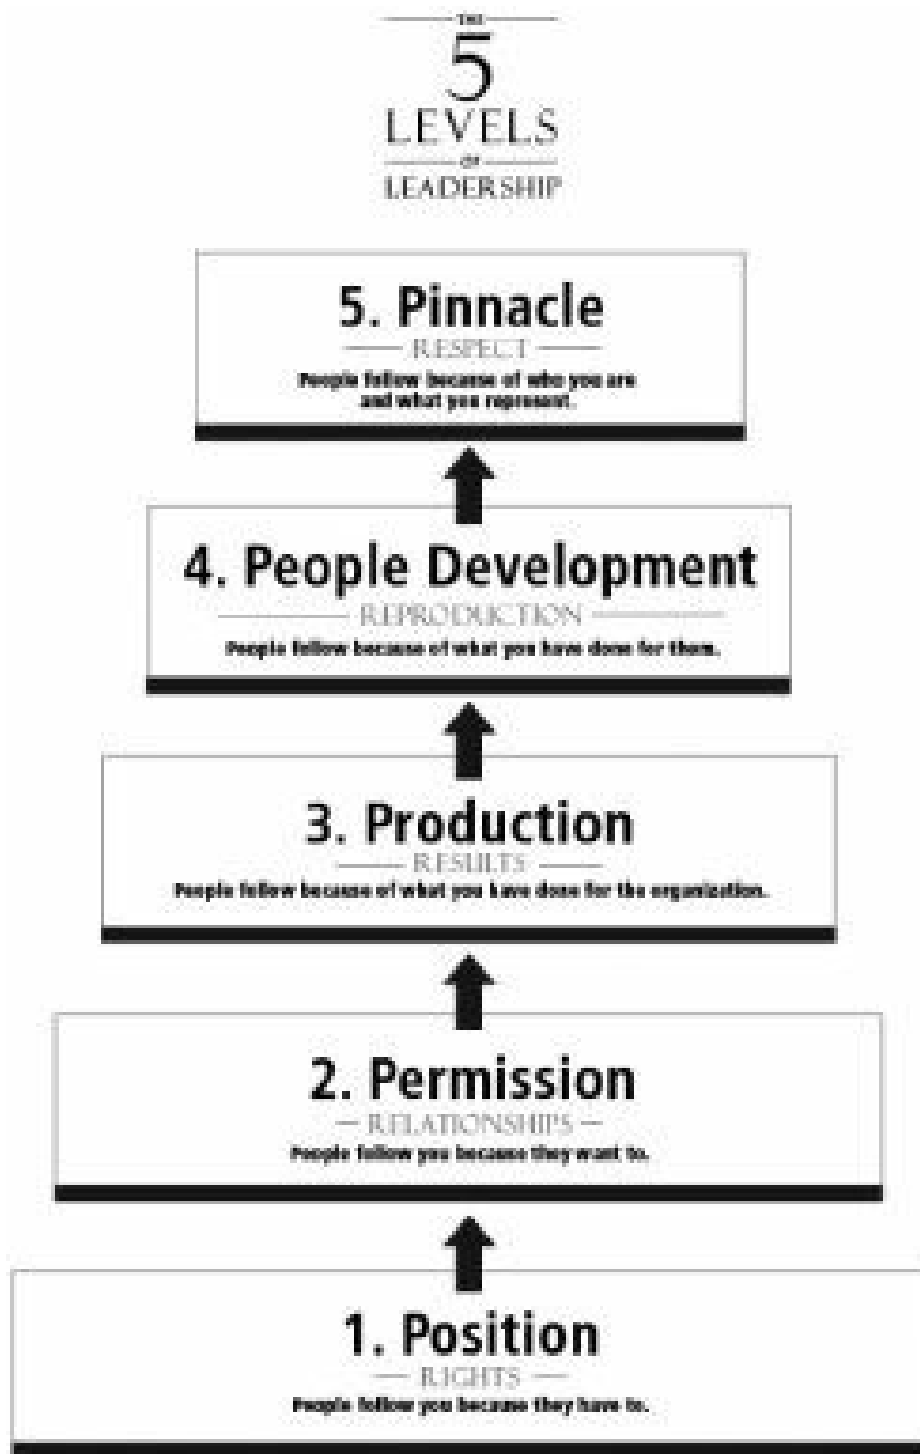 THE
5
LEVELS
OF
LEADERSHIP
5. Pinnacle
RESPECT
People follow because of who you are
and what you represent.
4. People Development
REPRODUCTION
People follow because of what you have done for them.
3. Production
RESULTS
People follow because of what you have done for the organization.
2. Permission
RELATIONSHIPS
People follow you because they want to.
1. Position
RIGHTS
People follow you because they have to.